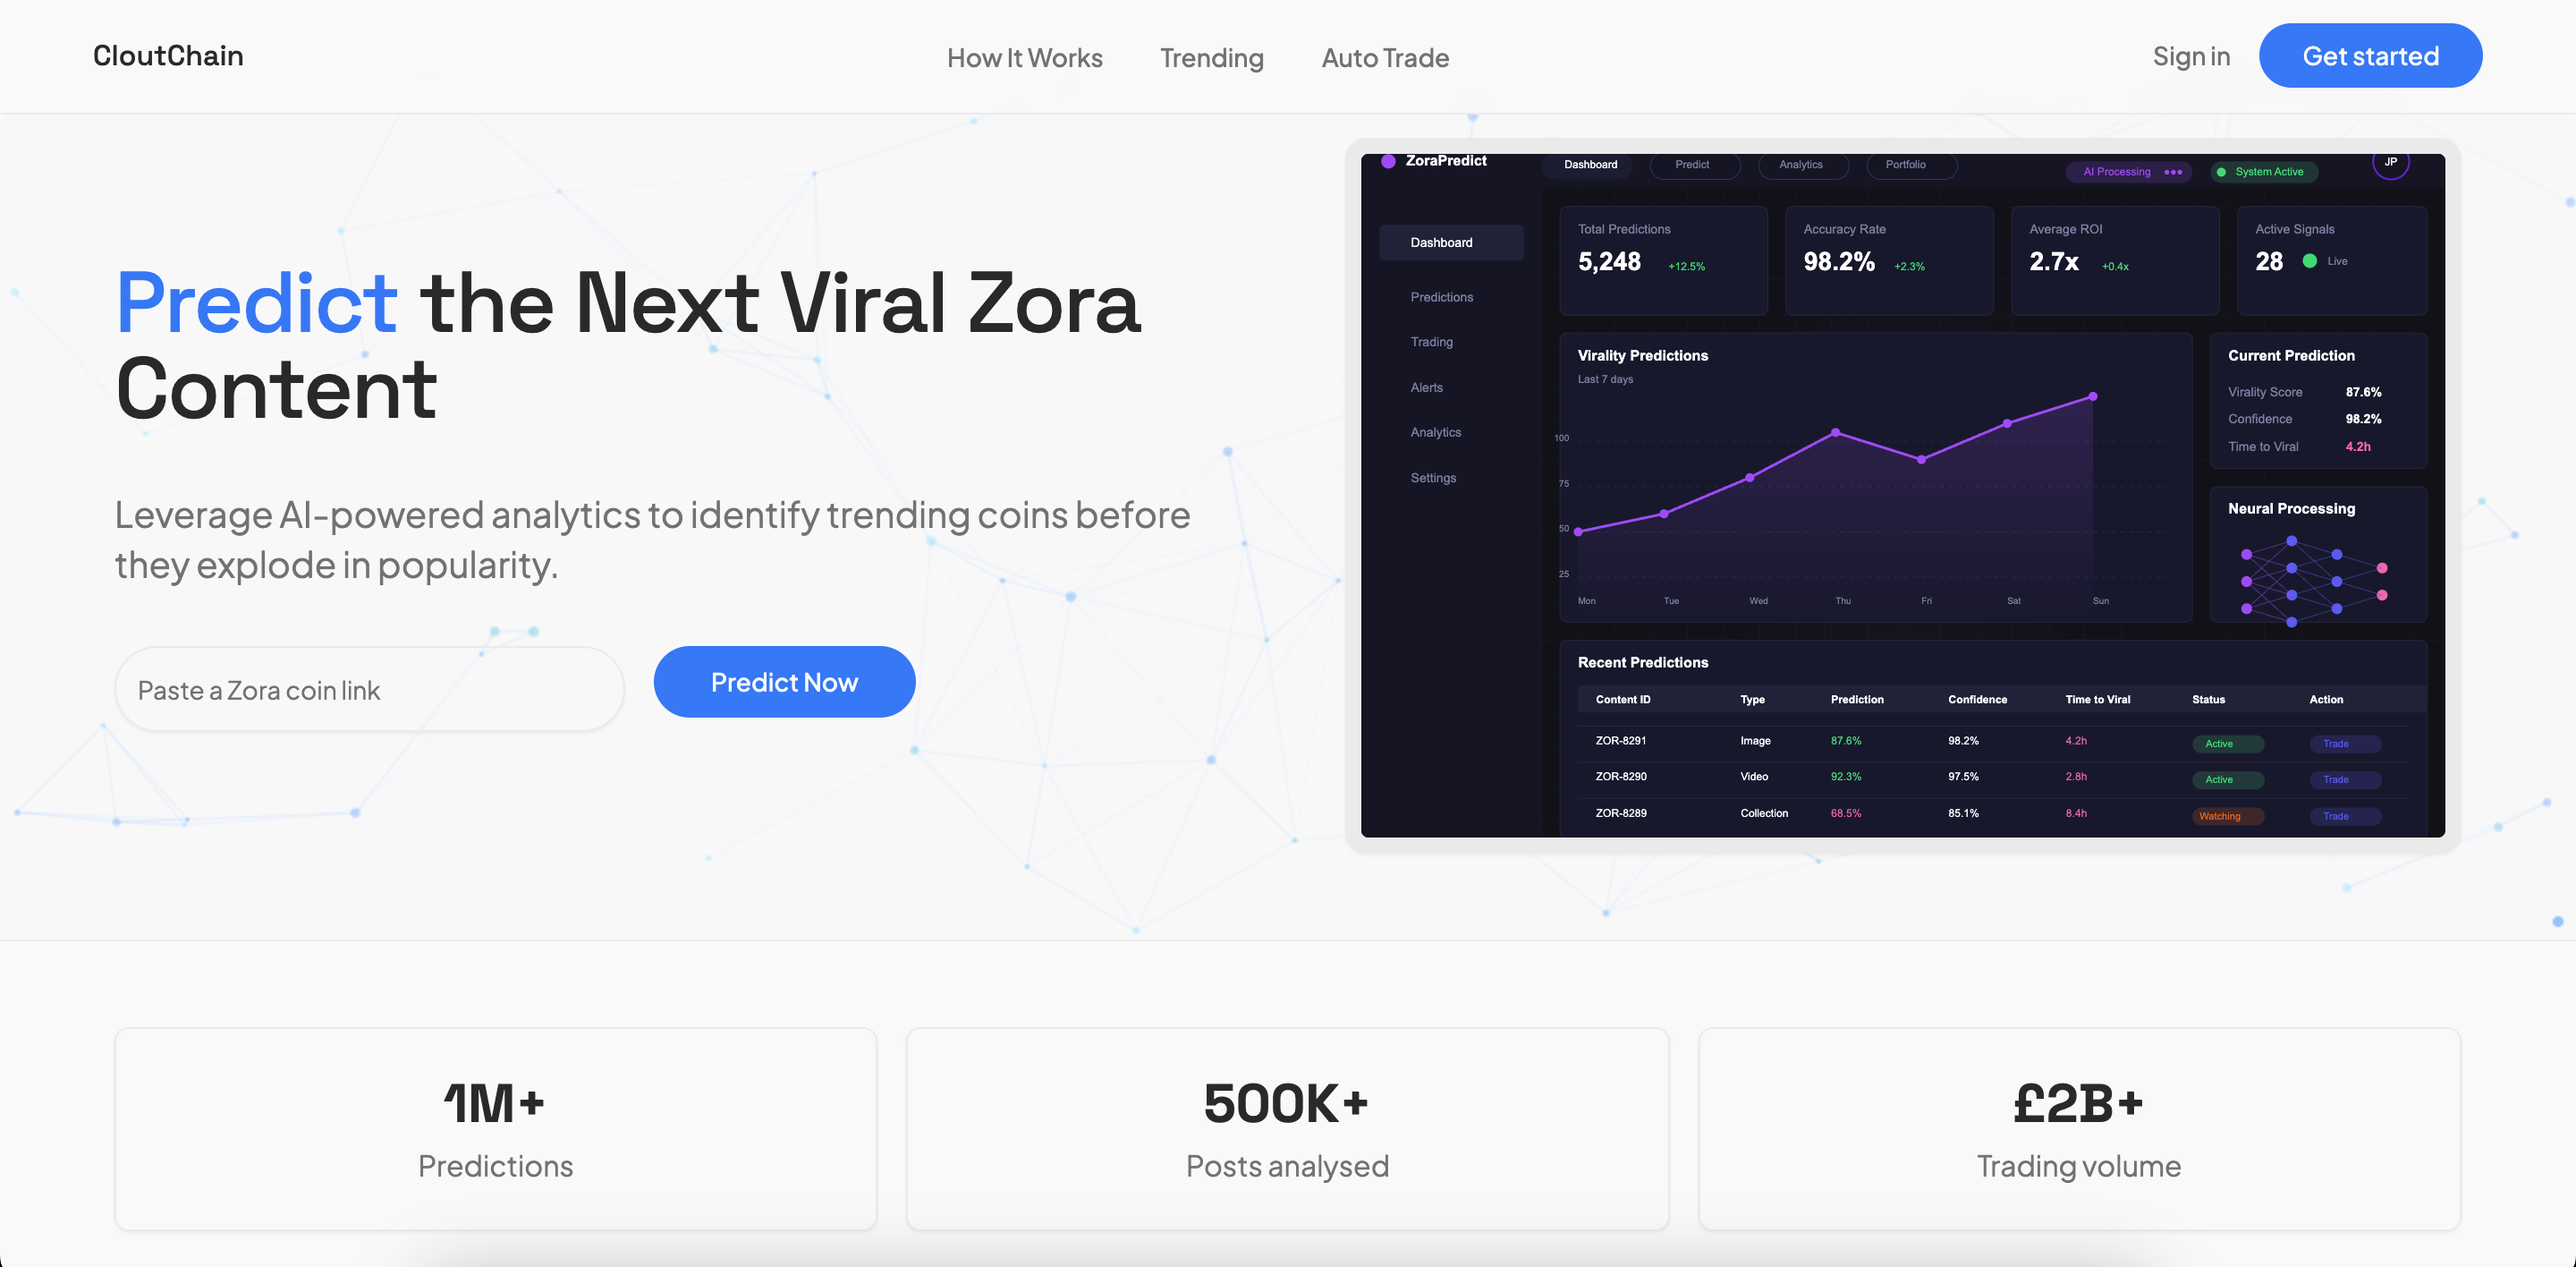 CloutChain
How It Works
Trending
Auto Trade
Sign in
Get started
Predict the Next Viral Zora
Content
Leverage AI-powered analytics to identify trending coins before
they explode in popularity.
Paste a Zora coin link
Predict Now
ZoraPredict
Dashboard
Predict
Analytics
Portfolio
AI Processing
System Active
JP
Dashboard
Predictions
Trading
Alerts
Analytics
Settings
Total Predictions
5,248 +12.5%
Accuracy Rate
98.2% +2.3%
Average ROI
2.7x +0.4x
Active Signals
28 Live
Virality Predictions
Last 7 days
100
75
50
25
Mon Tue Wed Thu Fri Sat Sun
Current Prediction
Virality Score 87.6%
Confidence 98.2%
Time to Viral 4.2h
Neural Processing
Recent Predictions
Content ID Type Prediction Confidence Time to Viral Status Action
ZOR-8291 Image 87.6% 98.2% 4.2h Active Trade
ZOR-8290 Video 92.3% 97.5% 2.8h Active Trade
ZOR-8289 Collection 68.5% 85.1% 8.4h Watching Trade
1M+
Predictions
500K+
Posts analysed
£2B+
Trading volume